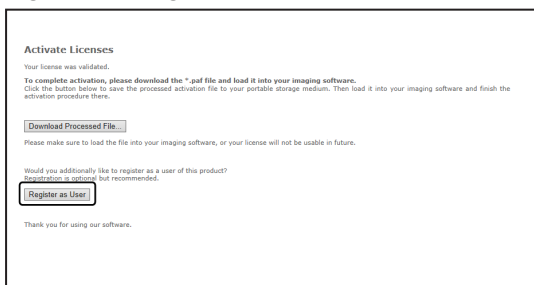 Activate Licenses
Your license was validated.
To complete activation, please download the *.paf file and load it into your imaging software.
Click the button below to save the processed activation file to your portable storage medium. Then load it into your imaging software and finish the
activation procedure there.
Download Processed File...
Please make sure to load the file into your imaging software, or your license will not be usable in future.
Would you additionally like to register as a user of this product?
Registration is optional but recommended.
Register as User
Thank you for using our software.